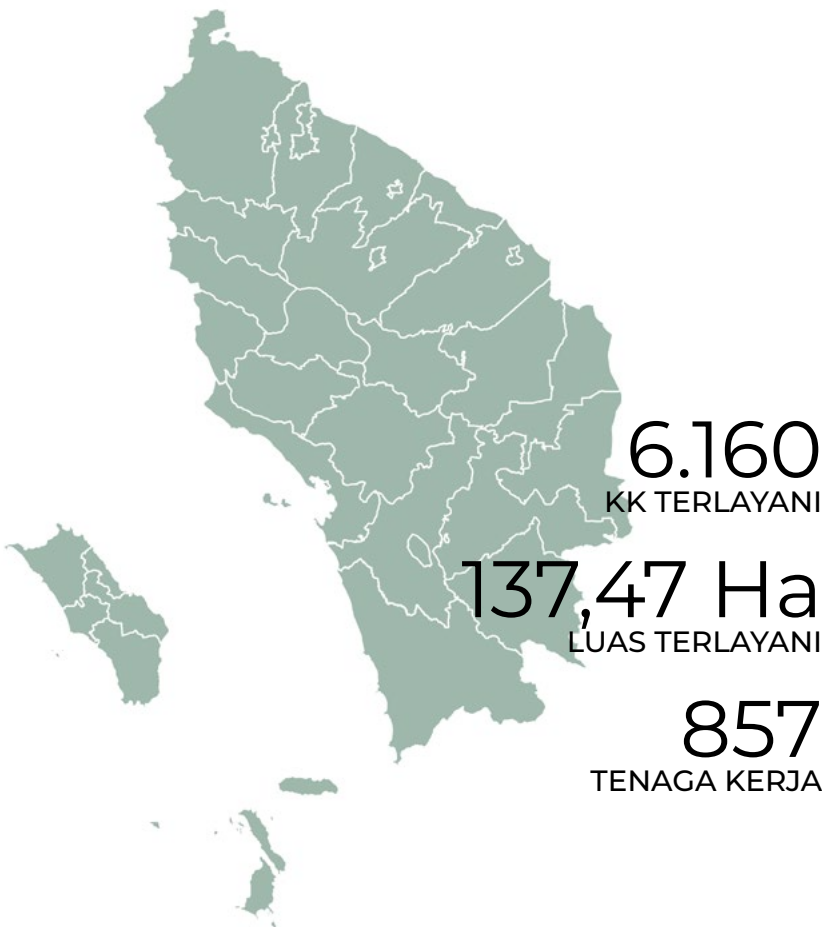 6.160
KK TERLAYANI
137,47 Ha
LUAS TERLAYANI
857
TENAGA KERJA